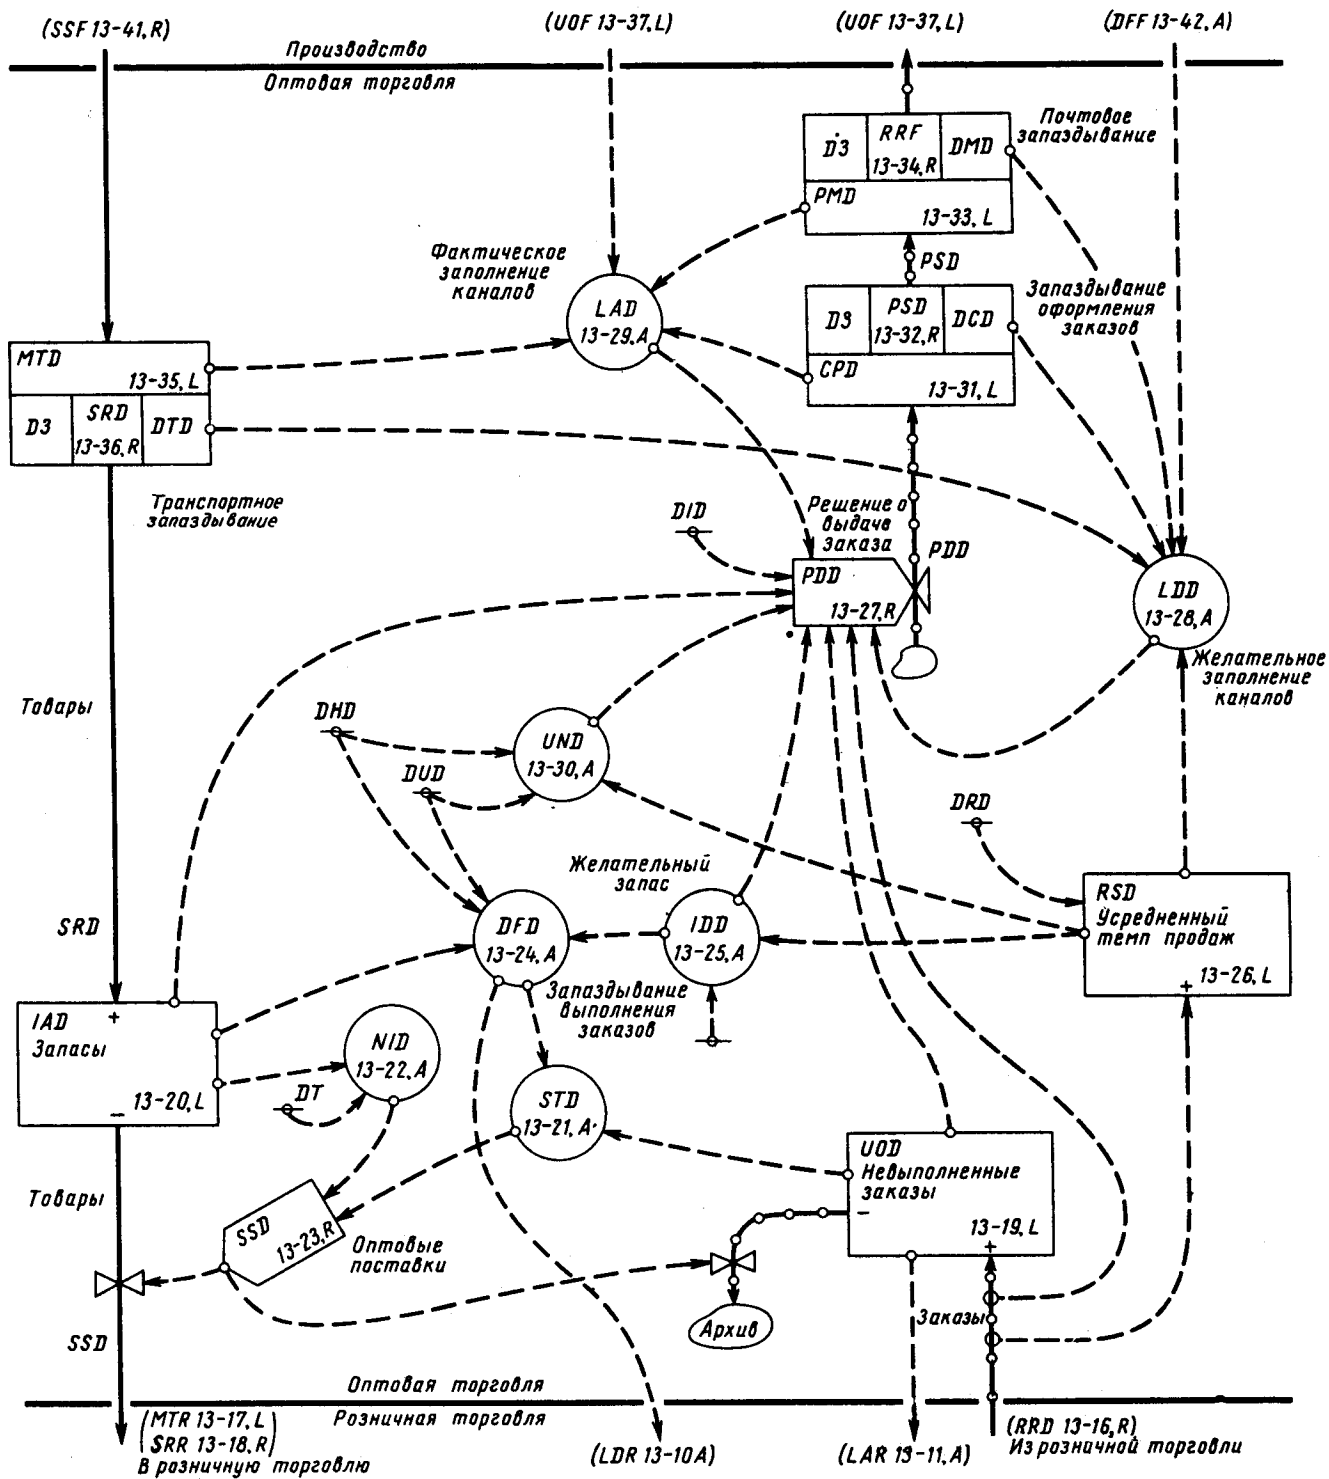 (SSF 13-41, R)
(UOF 13-37, L)
(UOF 13-37, L)
(DFF 13-42, A)
Производство
Оптовая торговля
Почтовое
запаздывание
D3
RRF
13-34, R
DMD
PMD
13-33, L
PSD
Фактическое
заполнение
каналов
LAD
13-29, A
D3
PSD
13-32, R
DCD
CPD
13-31, L
Запаздывание
оформления
заказов
MTD
13-35, L
D3
SRD
13-36, R
DTD
Транспортное
запаздывание
DID
Решение о
выдаче
заказа
PDD
PDD
13-27, R
LDD
13-28, A
Желательное
заполнение
каналов
Товары
DHD
UND
13-30, A
DUD
DRD
Желательный
запас
RSD
Усредненный
темп продаж
13-26, L
+
SRD
DFD
13-24, A
IDD
13-25, A
Запаздывание
выполнения
заказов
IAD
+
Запасы
13-20, L
–
NID
13-22, A
DT
STD
13-21, A
UOD
Невыполненные
заказы
–
13-19, L
+
Товары
SSD
13-23, R
Оптовые
поставки
Архив
Заказы
SSD
Оптовая торговля
Розничная торговля
(MTR 13-17, L
SRR 13-18, R)
В розничную торговлю
(LDR 13-10A)
(LAR 13-11, A)
(RRD 13-16, R)
Из розничной торговли